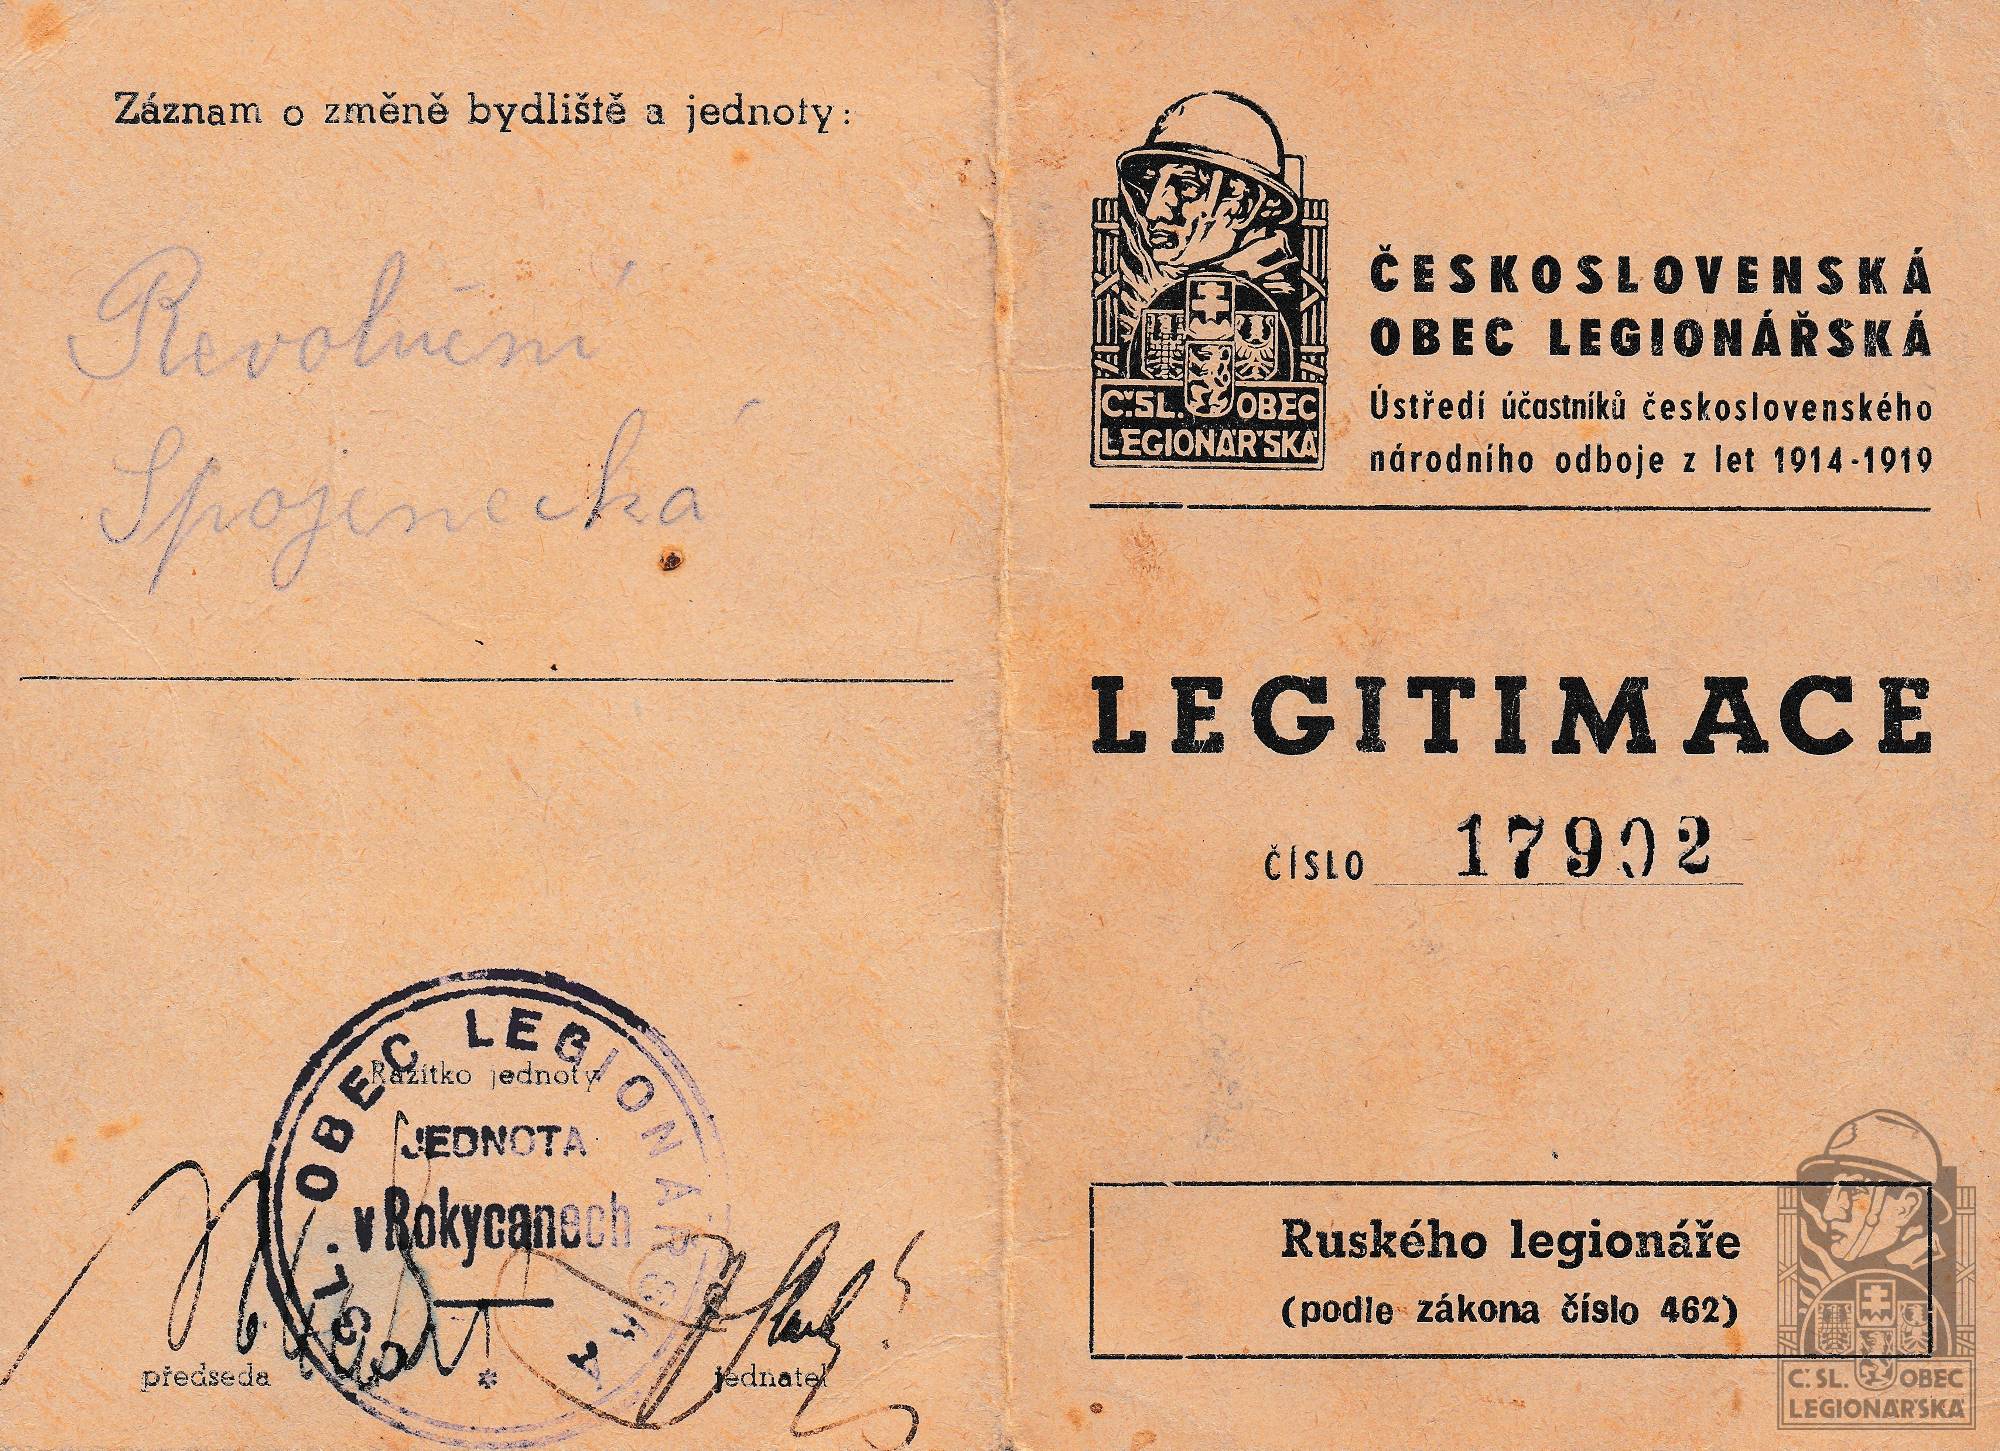 Záznam o změně bydliště a jednoty:
Revoluční
Spojenecká
Razítko jednoty
Č.SL. OBEC LEGIONÁŘSKÁ
JEDNOTA
v Rokycanech
předseda
jednatel
Č.SL. OBEC
LEGIONÁŘSKÁ
ČESKOSLOVENSKÁ
OBEC LEGIONÁŘSKÁ
Ústředí účastníků československého
národního odboje z let 1914-1919
LEGITIMACE
ČÍSLO 17902
Ruského legionáře
(podle zákona číslo 462)
Č. SL. OBEC
LEGIONÁŘSKÁ